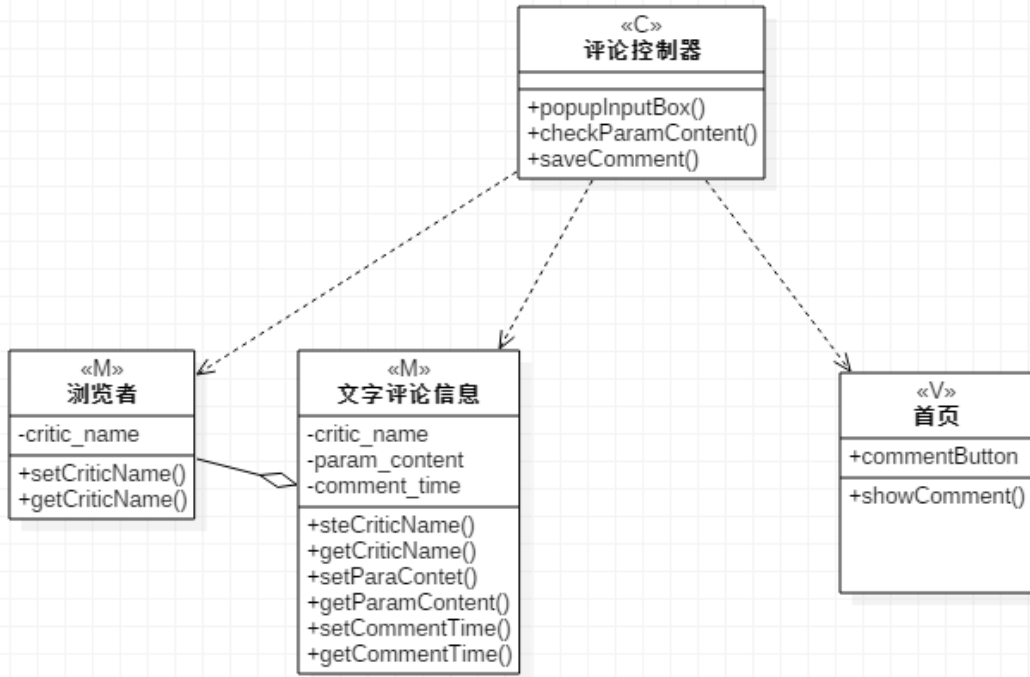 «C»
评论控制器
+popupInputBox()
+checkParamContent()
+saveComment()
«M»
浏览者
-critic_name
+setCriticName()
+getCriticName()
«M»
文字评论信息
-critic_name
-param_content
-comment_time
+steCriticName()
+getCriticName()
+setParaContet()
+getParamContent()
+setCommentTime()
+getCommentTime()
«V»
首页
+commentButton
+showComment()